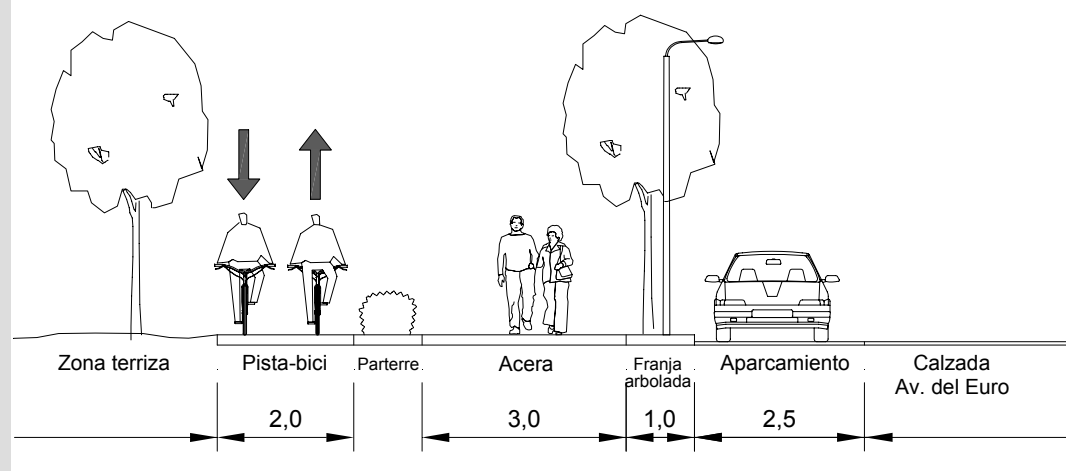 Zona terriza
Pista-bici
Parterre
Acera
Franja
arbolada
Aparcamiento
Calzada
Av. del Euro
2,0
3,0
1,0
2,5